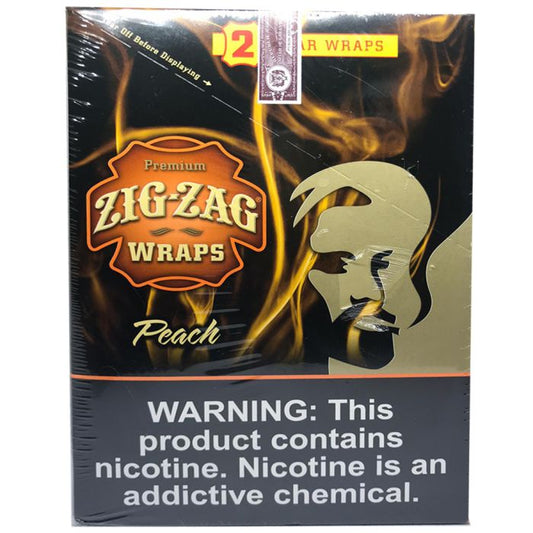 Off Before Displaying
2 AR WRAPS
Premium
ZIG-ZAG®
WRAPS
Peach
WARNING: This
product contains
nicotine. Nicotine is an
addictive chemical.